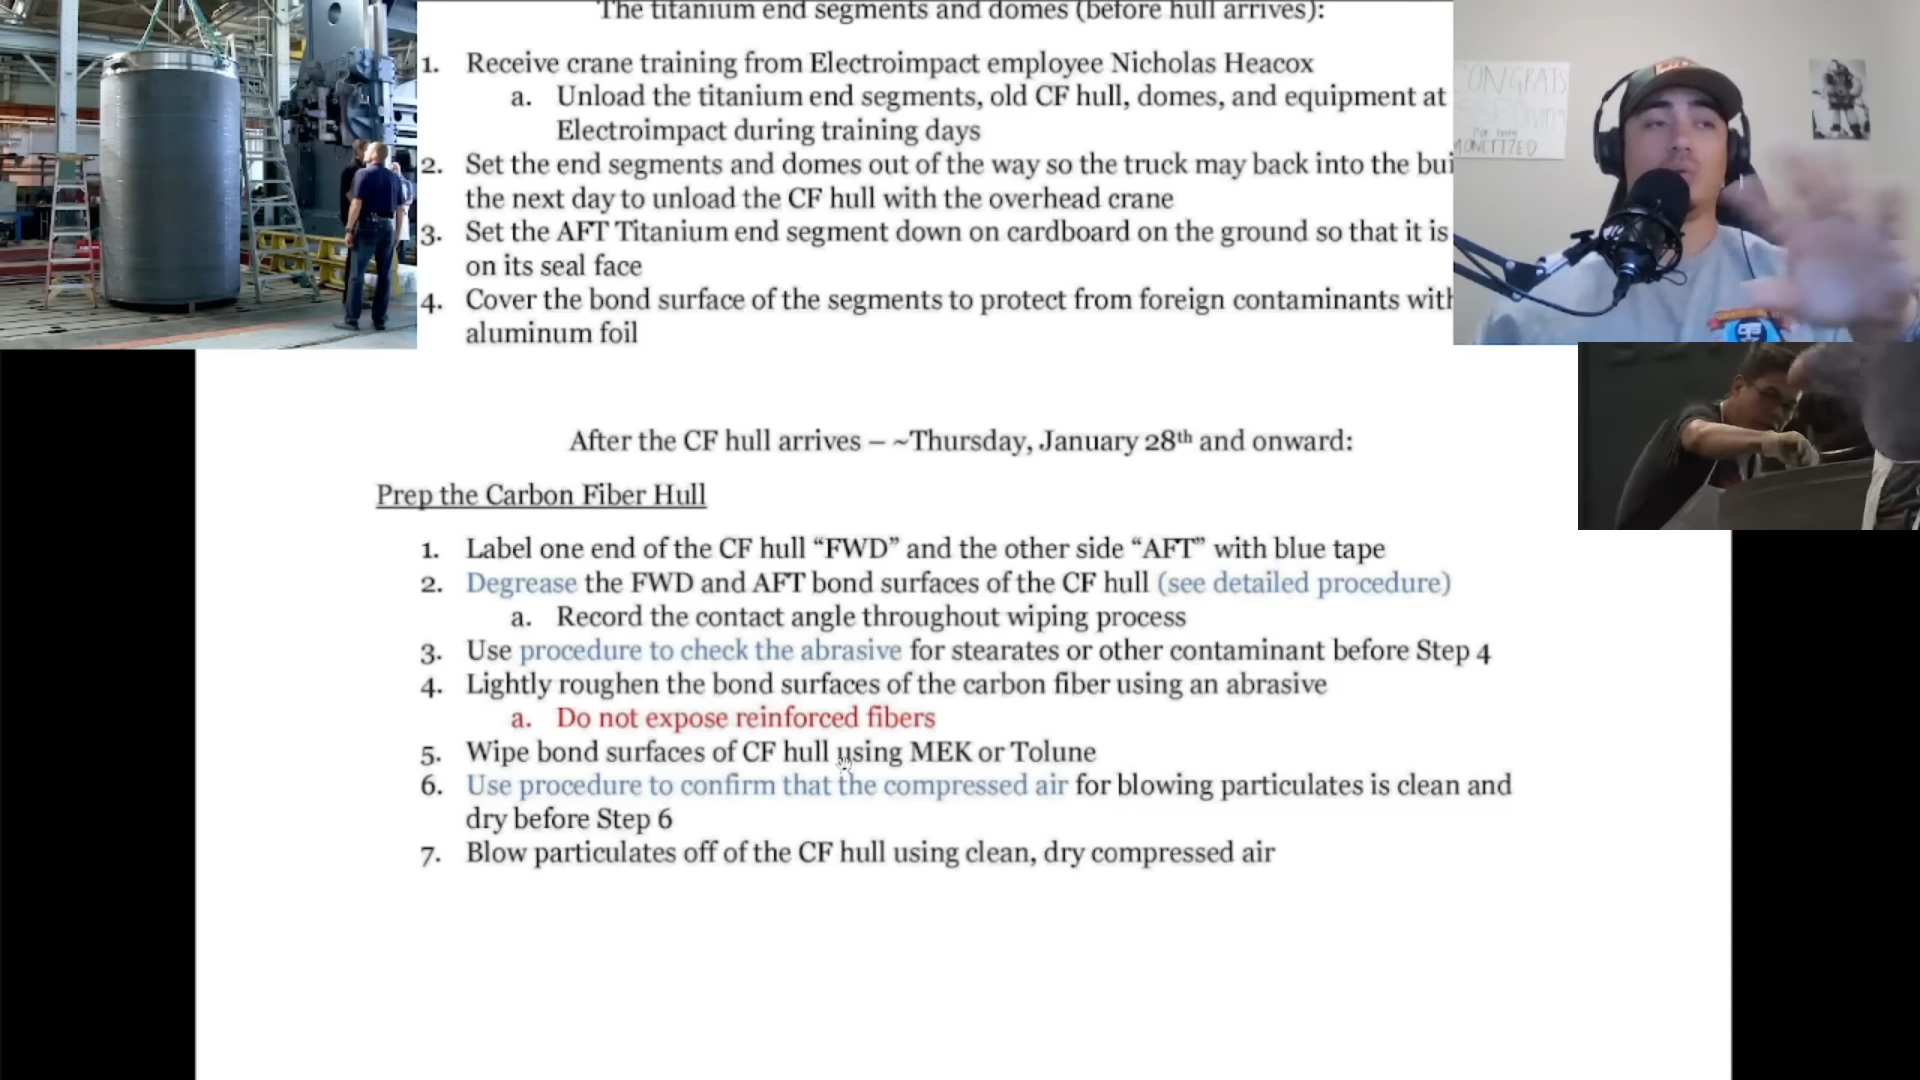 The titanium end segments and domes (before hull arrives):
1. Receive crane training from Electroimpact employee Nicholas Heacox
a. Unload the titanium end segments, old CF hull, domes, and equipment at
Electroimpact during training days
2. Set the end segments and domes out of the way so the truck may back into the
the next day to unload the CF hull with the overhead crane
3. Set the AFT Titanium end segment down on cardboard on the ground so that it is
on its seal face
4. Cover the bond surface of the segments to protect from foreign contaminants with
aluminum foil
CONGRATS
MONETIZED
After the CF hull arrives – ~Thursday, January 28th and onward:
Prep the Carbon Fiber Hull
1. Label one end of the CF hull “FWD” and the other side “AFT” with blue tape
2. Degrease the FWD and AFT bond surfaces of the CF hull (see detailed procedure)
a. Record the contact angle throughout wiping process
3. Use procedure to check the abrasive for stearates or other contaminant before Step 4
4. Lightly roughen the bond surfaces of the carbon fiber using an abrasive
a. Do not expose reinforced fibers
5. Wipe bond surfaces of CF hull using MEK or Tolune
6. Use procedure to confirm that the compressed air for blowing particulates is clean and
dry before Step 6
7. Blow particulates off of the CF hull using clean, dry compressed air